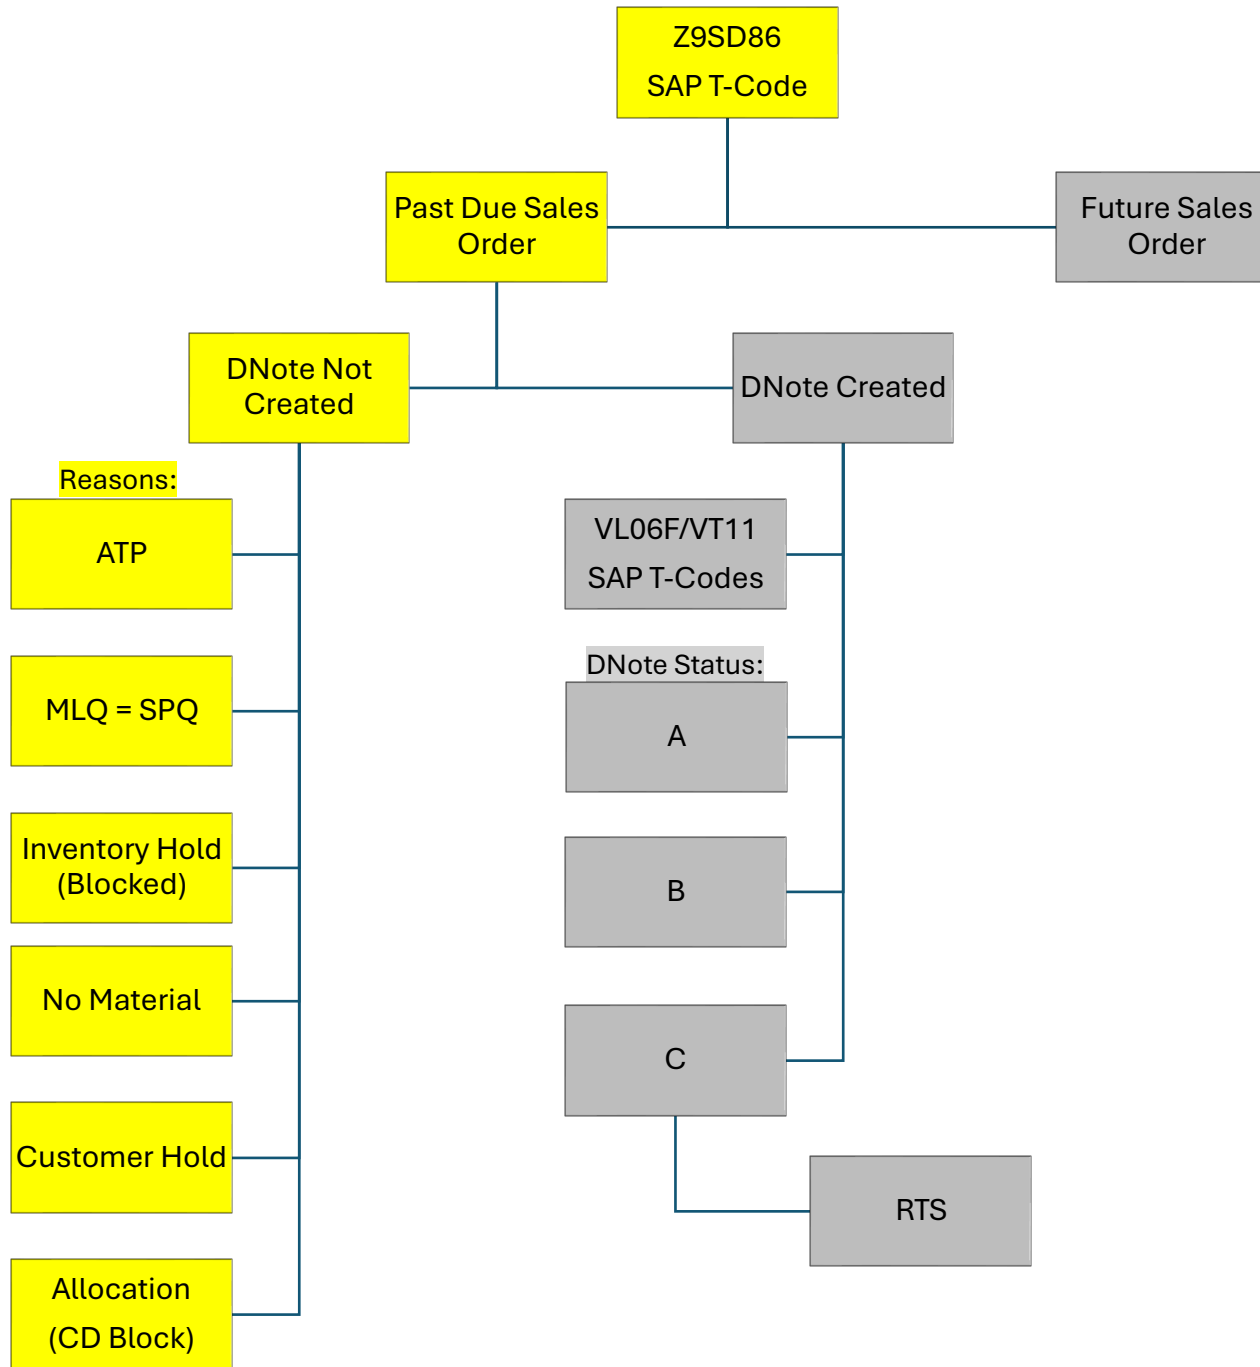 Z9SD86
SAP T-Code
Past Due Sales
Order
Future Sales
Order
DNote Not
Created
DNote Created
Reasons:
ATP
VL06F/VT11
SAP T-Codes
MLQ = SPQ
DNote Status:
A
Inventory Hold
(Blocked)
B
No Material
C
Customer Hold
RTS
Allocation
(CD Block)